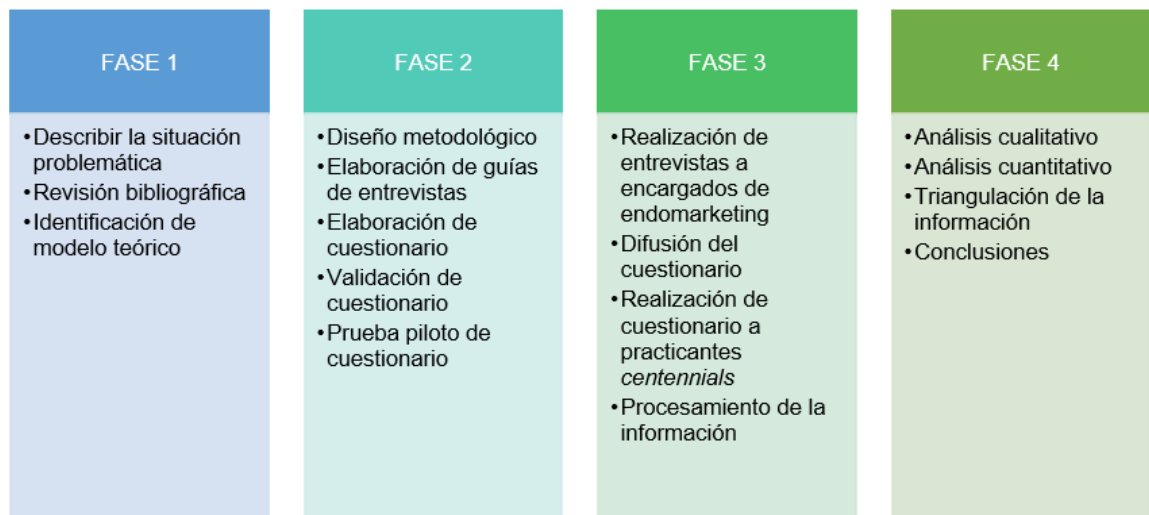 FASE 1
•Describir la situación
problemática
•Revisión bibliográfica
•Identificación de
modelo teórico
FASE 2
•Diseño metodológico
•Elaboración de guías
de entrevistas
•Elaboración de
cuestionario
•Validación de
cuestionario
•Prueba piloto de
cuestionario
FASE 3
•Realización de
entrevistas a
encargados de
endomarketing
•Difusión del
cuestionario
•Realización de
cuestionario a
practicantes
centennials
•Procesamiento de la
información
FASE 4
•Análisis cualitativo
•Análisis cuantitativo
•Triangulación de la
información
•Conclusiones